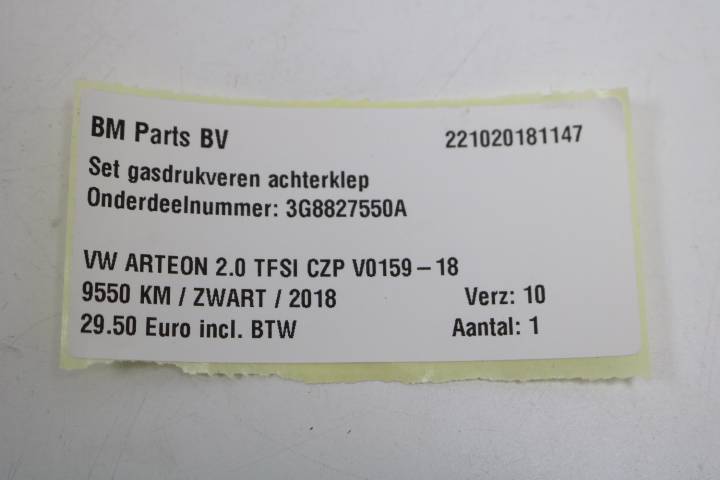 BM Parts BV 221020181147
Set gasdrukveren achterklep
Onderdeelnummer: 3G8827550A
VW ARTEON 2.0 TFSI CZP V0159-18
9550 KM / ZWART / 2018 Verz: 10
29.50 Euro incl. BTW Aantal: 1